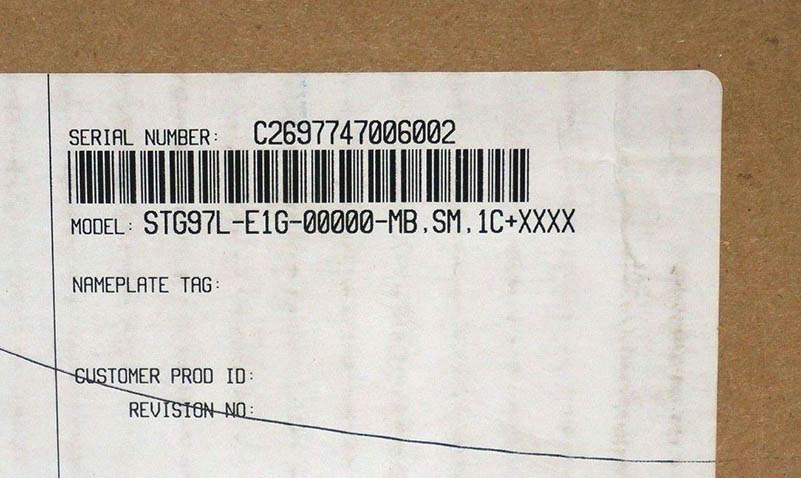 SERIAL NUMBER: C2697747006002
MODEL: STG97L-E1G-00000-MB,SM,1C+XXXX
NAMEPLATE TAG:
CUSTOMER PROD ID:
REVISION NO: